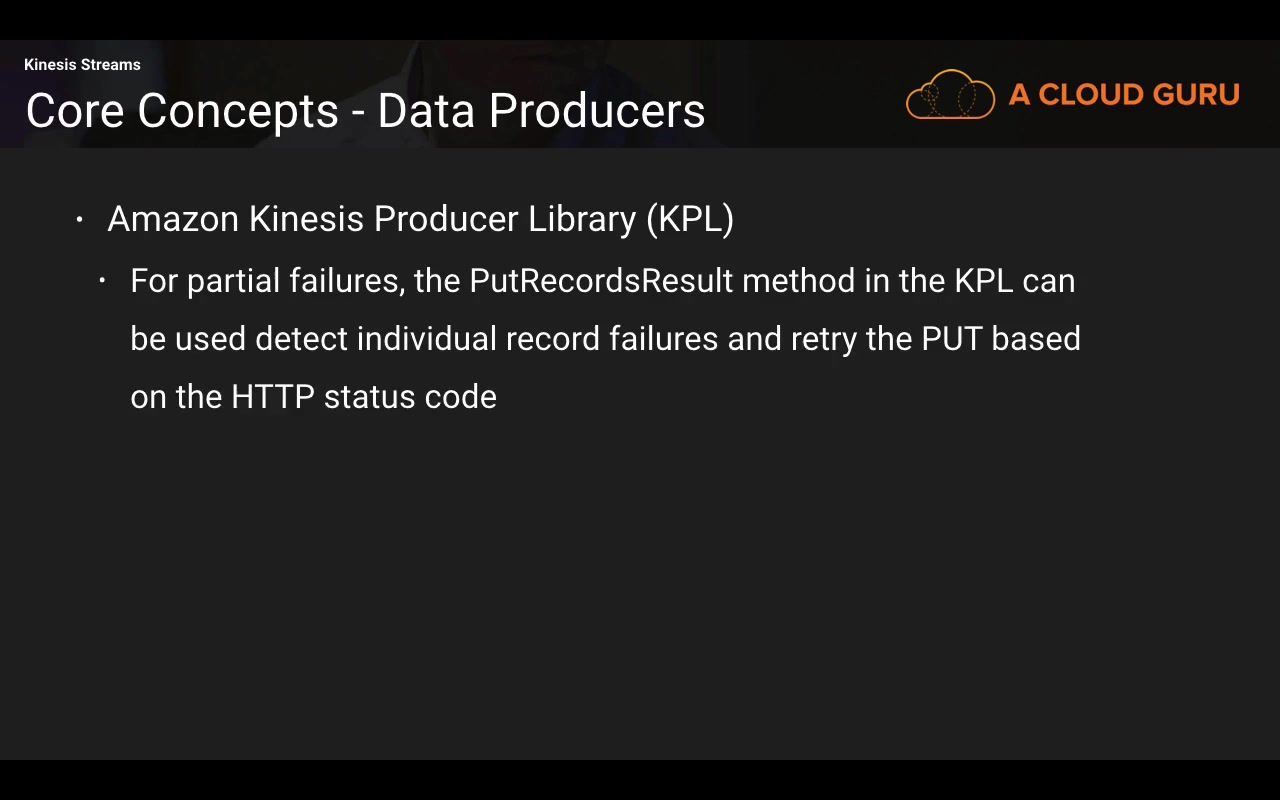 Kinesis Streams
Core Concepts - Data Producers
A CLOUD GURU
• Amazon Kinesis Producer Library (KPL)
• For partial failures, the PutRecordsResult method in the KPL can
be used detect individual record failures and retry the PUT based
on the HTTP status code